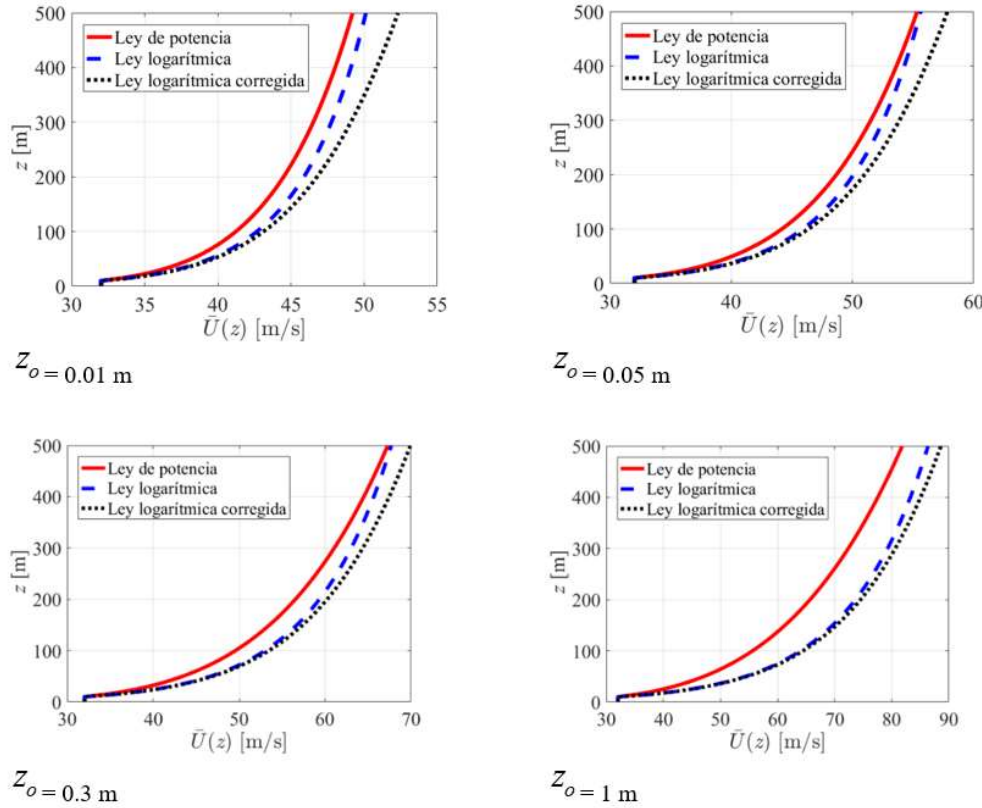 500
400
300
200
100
0
z [m]
Ley de potencia
Ley logarítmica
Ley logarítmica corregida
30 35 40 45 50 55
Ū(z) [m/s]
Z_o = 0.01 m
500
400
300
200
100
0
z [m]
Ley de potencia
Ley logarítmica
Ley logarítmica corregida
30 40 50 60
Ū(z) [m/s]
Z_o = 0.05 m
500
400
300
200
100
0
z [m]
Ley de potencia
Ley logarítmica
Ley logarítmica corregida
30 40 50 60 70
Ū(z) [m/s]
Z_o = 0.3 m
500
400
300
200
100
0
z [m]
Ley de potencia
Ley logarítmica
Ley logarítmica corregida
30 40 50 60 70 80 90
Ū(z) [m/s]
Z_o = 1 m